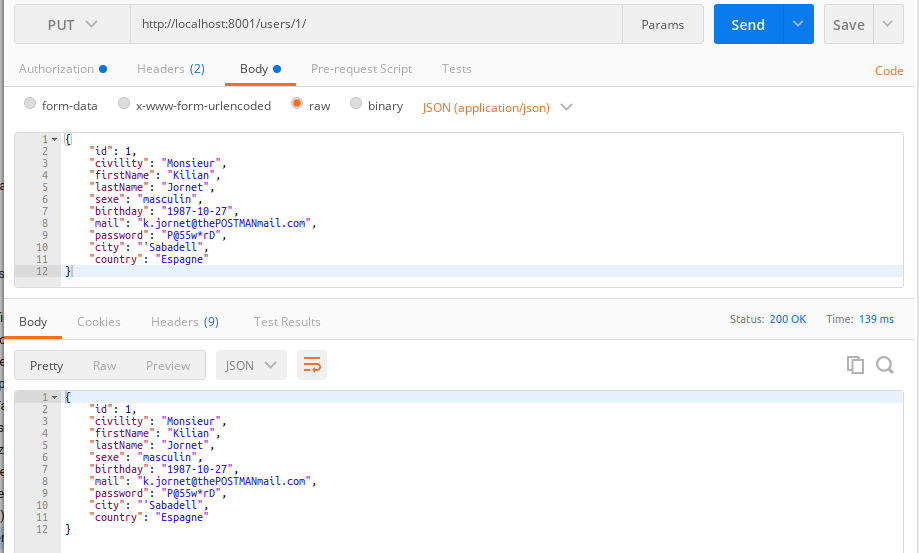 PUT http://localhost:8001/users/1/ Params Send Save
Authorization Headers (2) Body Pre-request Script Tests Code
form-data x-www-form-urlencoded raw binary JSON (application/json)
1 {
2 "id": 1,
3 "civility": "Monsieur",
4 "firstName": "Kilian",
5 "lastName": "Jornet",
6 "sexe": "masculin",
7 "birthday": "1987-10-27",
8 "mail": "k.jornet@thePOSTMANmail.com",
9 "password": "P@55w*rD",
10 "city": "'Sabadell",
11 "country": "Espagne"
12 }
Body Cookies Headers (9) Test Results Status: 200 OK Time: 139 ms
Pretty Raw Preview JSON
1 {
2 "id": 1,
3 "civility": "Monsieur",
4 "firstName": "Kilian",
5 "lastName": "Jornet",
6 "sexe": "masculin",
7 "birthday": "1987-10-27",
8 "mail": "k.jornet@thePOSTMANmail.com",
9 "password": "P@55w*rD",
10 "city": "'Sabadell",
11 "country": "Espagne"
12 }